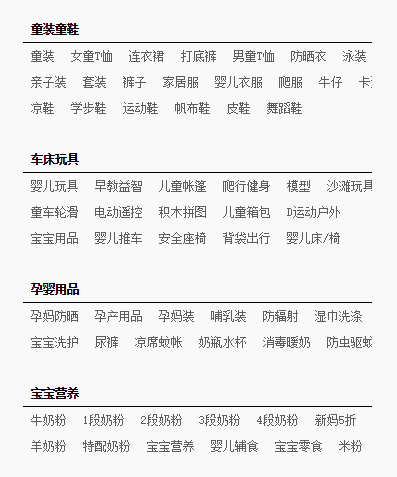 童装童鞋
童装 女童T恤 连衣裙 打底裤 男童T恤 防晒衣 泳装
亲子装 套装 裤子 家居服 婴儿衣服 爬服 牛仔 卡
凉鞋 学步鞋 运动鞋 帆布鞋 皮鞋 舞蹈鞋
车床玩具
婴儿玩具 早教益智 儿童帐篷 爬行健身 模型 沙滩玩具
童车轮滑 电动遥控 积木拼图 儿童箱包 D运动户外
宝宝用品 婴儿推车 安全座椅 背袋出行 婴儿床/椅
孕婴用品
孕妈防晒 孕产用品 孕妈装 哺乳装 防辐射 湿巾洗涤
宝宝洗护 尿裤 凉席蚊帐 奶瓶水杯 消毒暖奶 防虫驱蚊
宝宝营养
牛奶粉 1段奶粉 2段奶粉 3段奶粉 4段奶粉 新妈5折
羊奶粉 特配奶粉 宝宝营养 婴儿辅食 宝宝零食 米粉